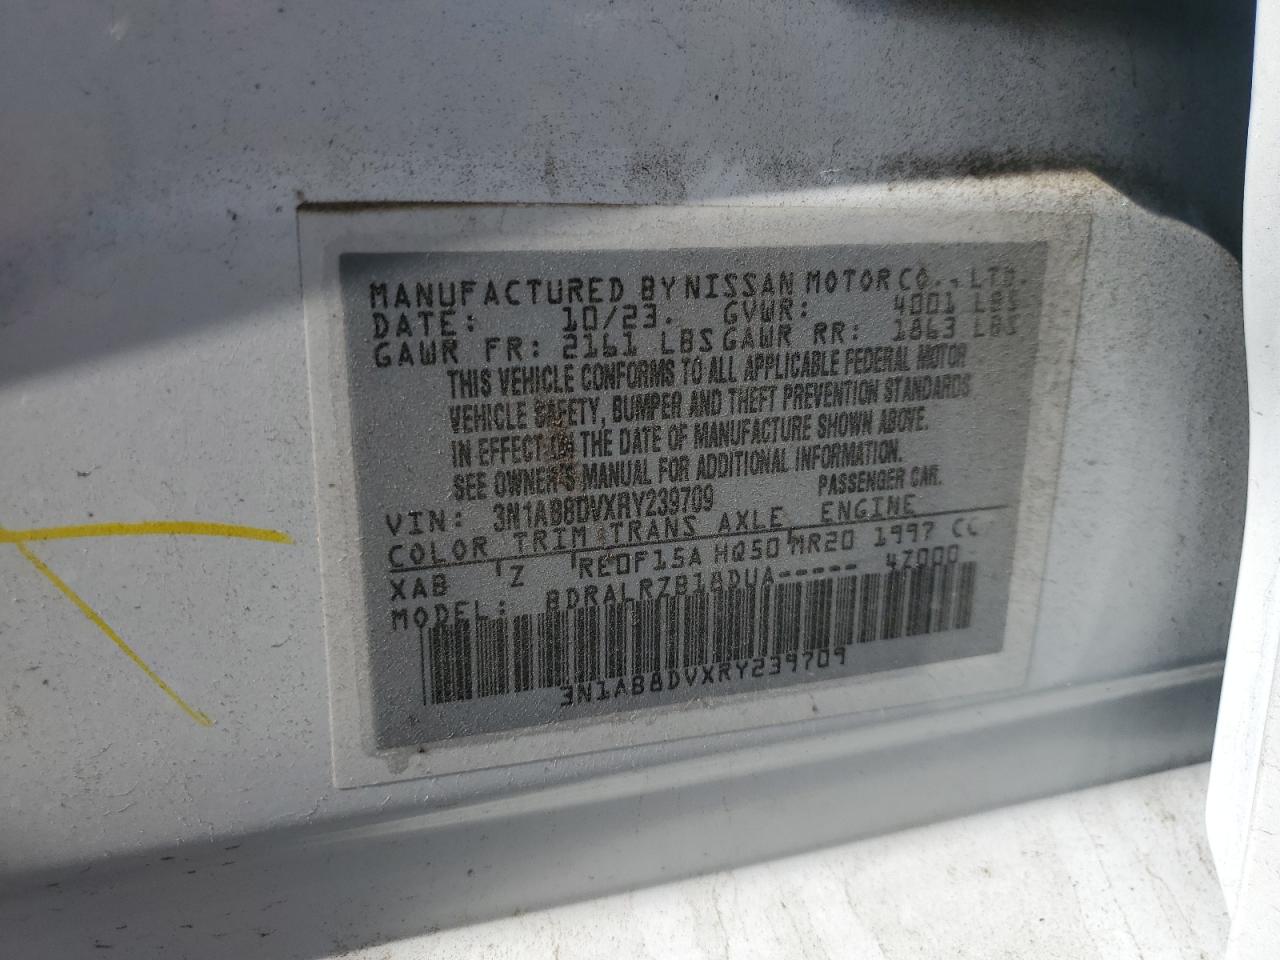 MANUFACTURED BY NISSAN MOTOR CO., LTD.
DATE: 10/23. GVWR: 4001 LBS
GAWR FR: 2161 LBS GAWR RR: 1863 LBS
THIS VEHICLE CONFORMS TO ALL APPLICABLE FEDERAL MOTOR
VEHICLE SAFETY, BUMPER AND THEFT PREVENTION STANDARDS
IN EFFECT ON THE DATE OF MANUFACTURE SHOWN ABOVE.
SEE OWNER'S MANUAL FOR ADDITIONAL INFORMATION.
VIN: 3N1AB8DVXRY239709 PASSENGER CAR.
COLOR TRIM TRANS AXLE ENGINE
XAB Z RE0F15A HQ50 MR20 1997 CC
MODEL: BDRALRZB18DUA----- 4Z000
3N1AB8DVXRY239709